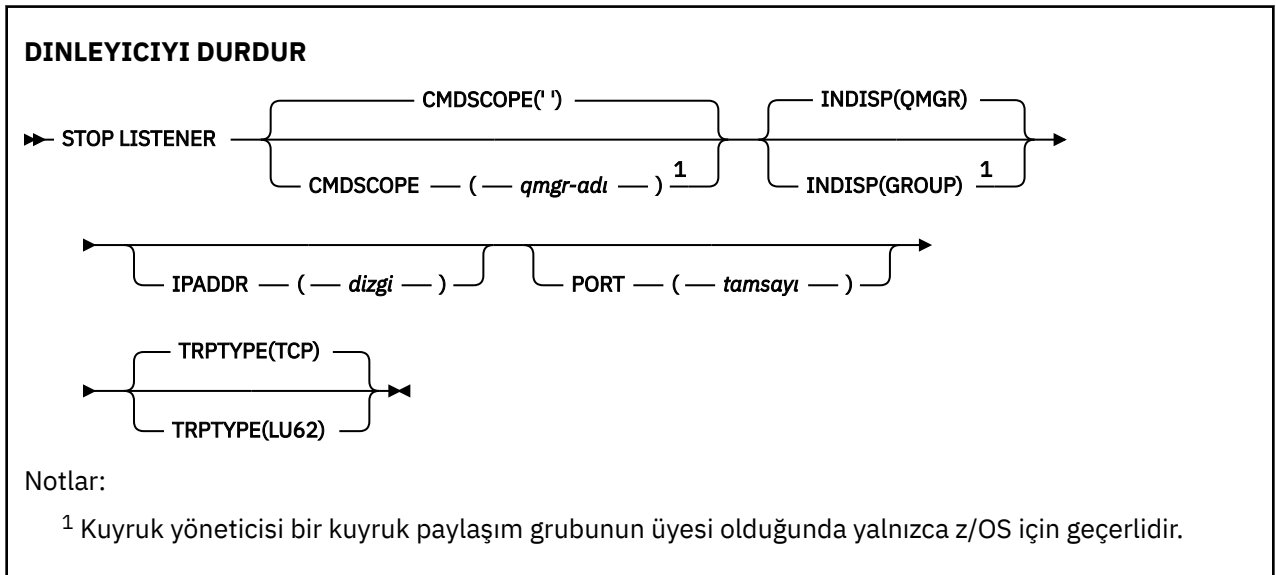 DINLEYICIYI DURDUR
CMDSCOPE(' ') INDISP(QMGR)
STOP LISTENER
CMDSCOPE ( qmgr-adı ) 1 INDISP(GROUP) 1
IPADDR ( dizgi ) PORT ( tamsayı )
TRPTYPE(TCP)
TRPTYPE(LU62)
Notlar:
1 Kuyruk yöneticisi bir kuyruk paylaşım grubunun üyesi olduğunda yalnızca z/OS için geçerlidir.